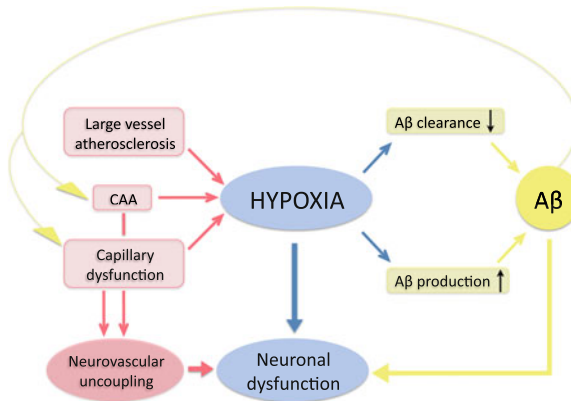 Large vessel
atherosclerosis
CAA
Capillary
dysfunction
Neurovascular
uncoupling
HYPOXIA
Neuronal
dysfunction
Aβ clearance ↓
Aβ production ↑
Aβ